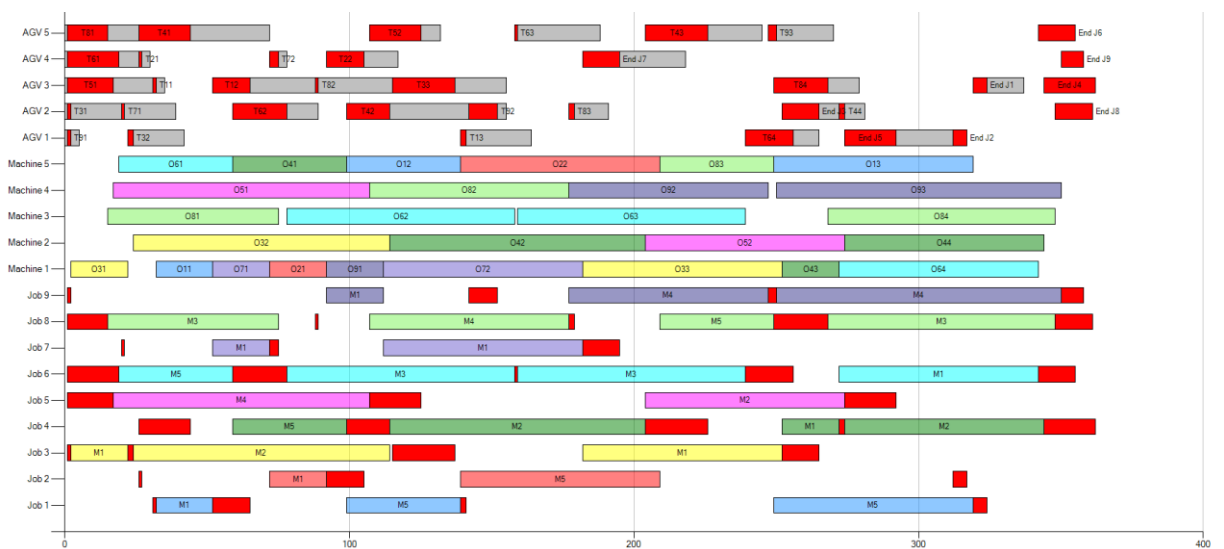 AGV 5 T81 T41 T52 T63 T43 T93 End J6
AGV 4 T61 T21 T72 T22 End J7 End J9
AGV 3 T51 T11 T12 T82 T33 T84 End J1 End J4
AGV 2 T31 T71 T62 T42 T92 T83 End J3 T44 End J8
AGV 1 T91 T32 T13 T64 End J5 End J2
Machine 5 O61 O41 O12 O22 O83 O13
Machine 4 O51 O82 O92 O93
Machine 3 O81 O62 O63 O84
Machine 2 O32 O42 O52 O44
Machine 1 O31 O11 O71 O21 O91 O72 O33 O43 O64
Job 9 M1 M4 M4
Job 8 M3 M4 M5 M3
Job 7 M1 M1
Job 6 M5 M3 M3 M1
Job 5 M4 M2
Job 4 M5 M2 M1 M2
Job 3 M1 M2 M1
Job 2 M1 M5
Job 1 M1 M5 M5
0 100 200 300 400